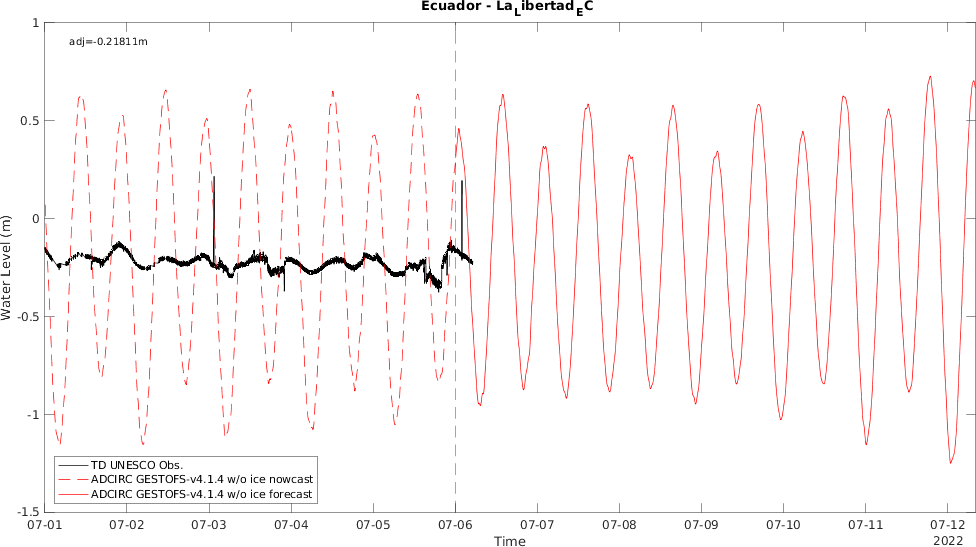 Ecuador - LaLibertadEC
adj=-0.21811m
1
0.5
0
-0.5
-1
-1.5
Water Level (m)
TD UNESCO Obs.
ADCIRC GESTOFS-v4.1.4 w/o ice nowcast
ADCIRC GESTOFS-v4.1.4 w/o ice forecast
07-01 07-02 07-03 07-04 07-05 07-06 07-07 07-08 07-09 07-10 07-11 07-12
Time
2022